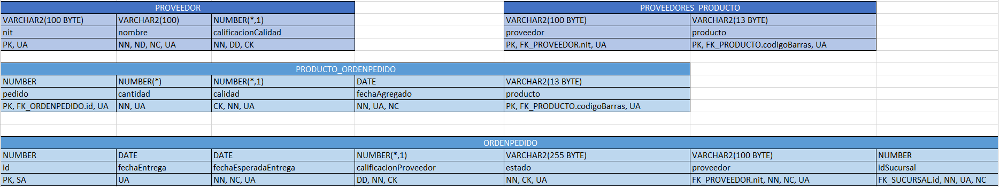 PROVEEDOR PROVEEDORES_PRODUCTO
VARCHAR2(100 BYTE) VARCHAR2(100) NUMBER(*,1) VARCHAR2(100 BYTE) VARCHAR2(13 BYTE)
nit nombre calificacionCalidad proveedor producto
PK, UA NN, ND, NC, UA NN, DD, CK PK, FK_PROVEEDOR.nit, UA PK, FK_PRODUCTO.codigoBarras, UA
PRODUCTO_ORDENPEDIDO
NUMBER NUMBER(*) NUMBER(*,1) DATE VARCHAR2(13 BYTE)
pedido cantidad calidad fechaAgregado producto
PK, FK_ORDENPEDIDO.id, UA NN, UA CK, NN, UA NN, UA, NC PK, FK_PRODUCTO.codigoBarras, UA
ORDENPEDIDO
NUMBER DATE DATE NUMBER(*,1) VARCHAR2(255 BYTE) VARCHAR2(100 BYTE) NUMBER
id fechaEntrega fechaEsperadaEntrega calificacionProveedor estado proveedor idSucursal
PK, SA UA NN, NC, UA DD, NN, CK NN, CK, UA FK_PROVEEDOR.nit, NN, NC, UA FK_SUCURSAL.id, NN, UA, NC